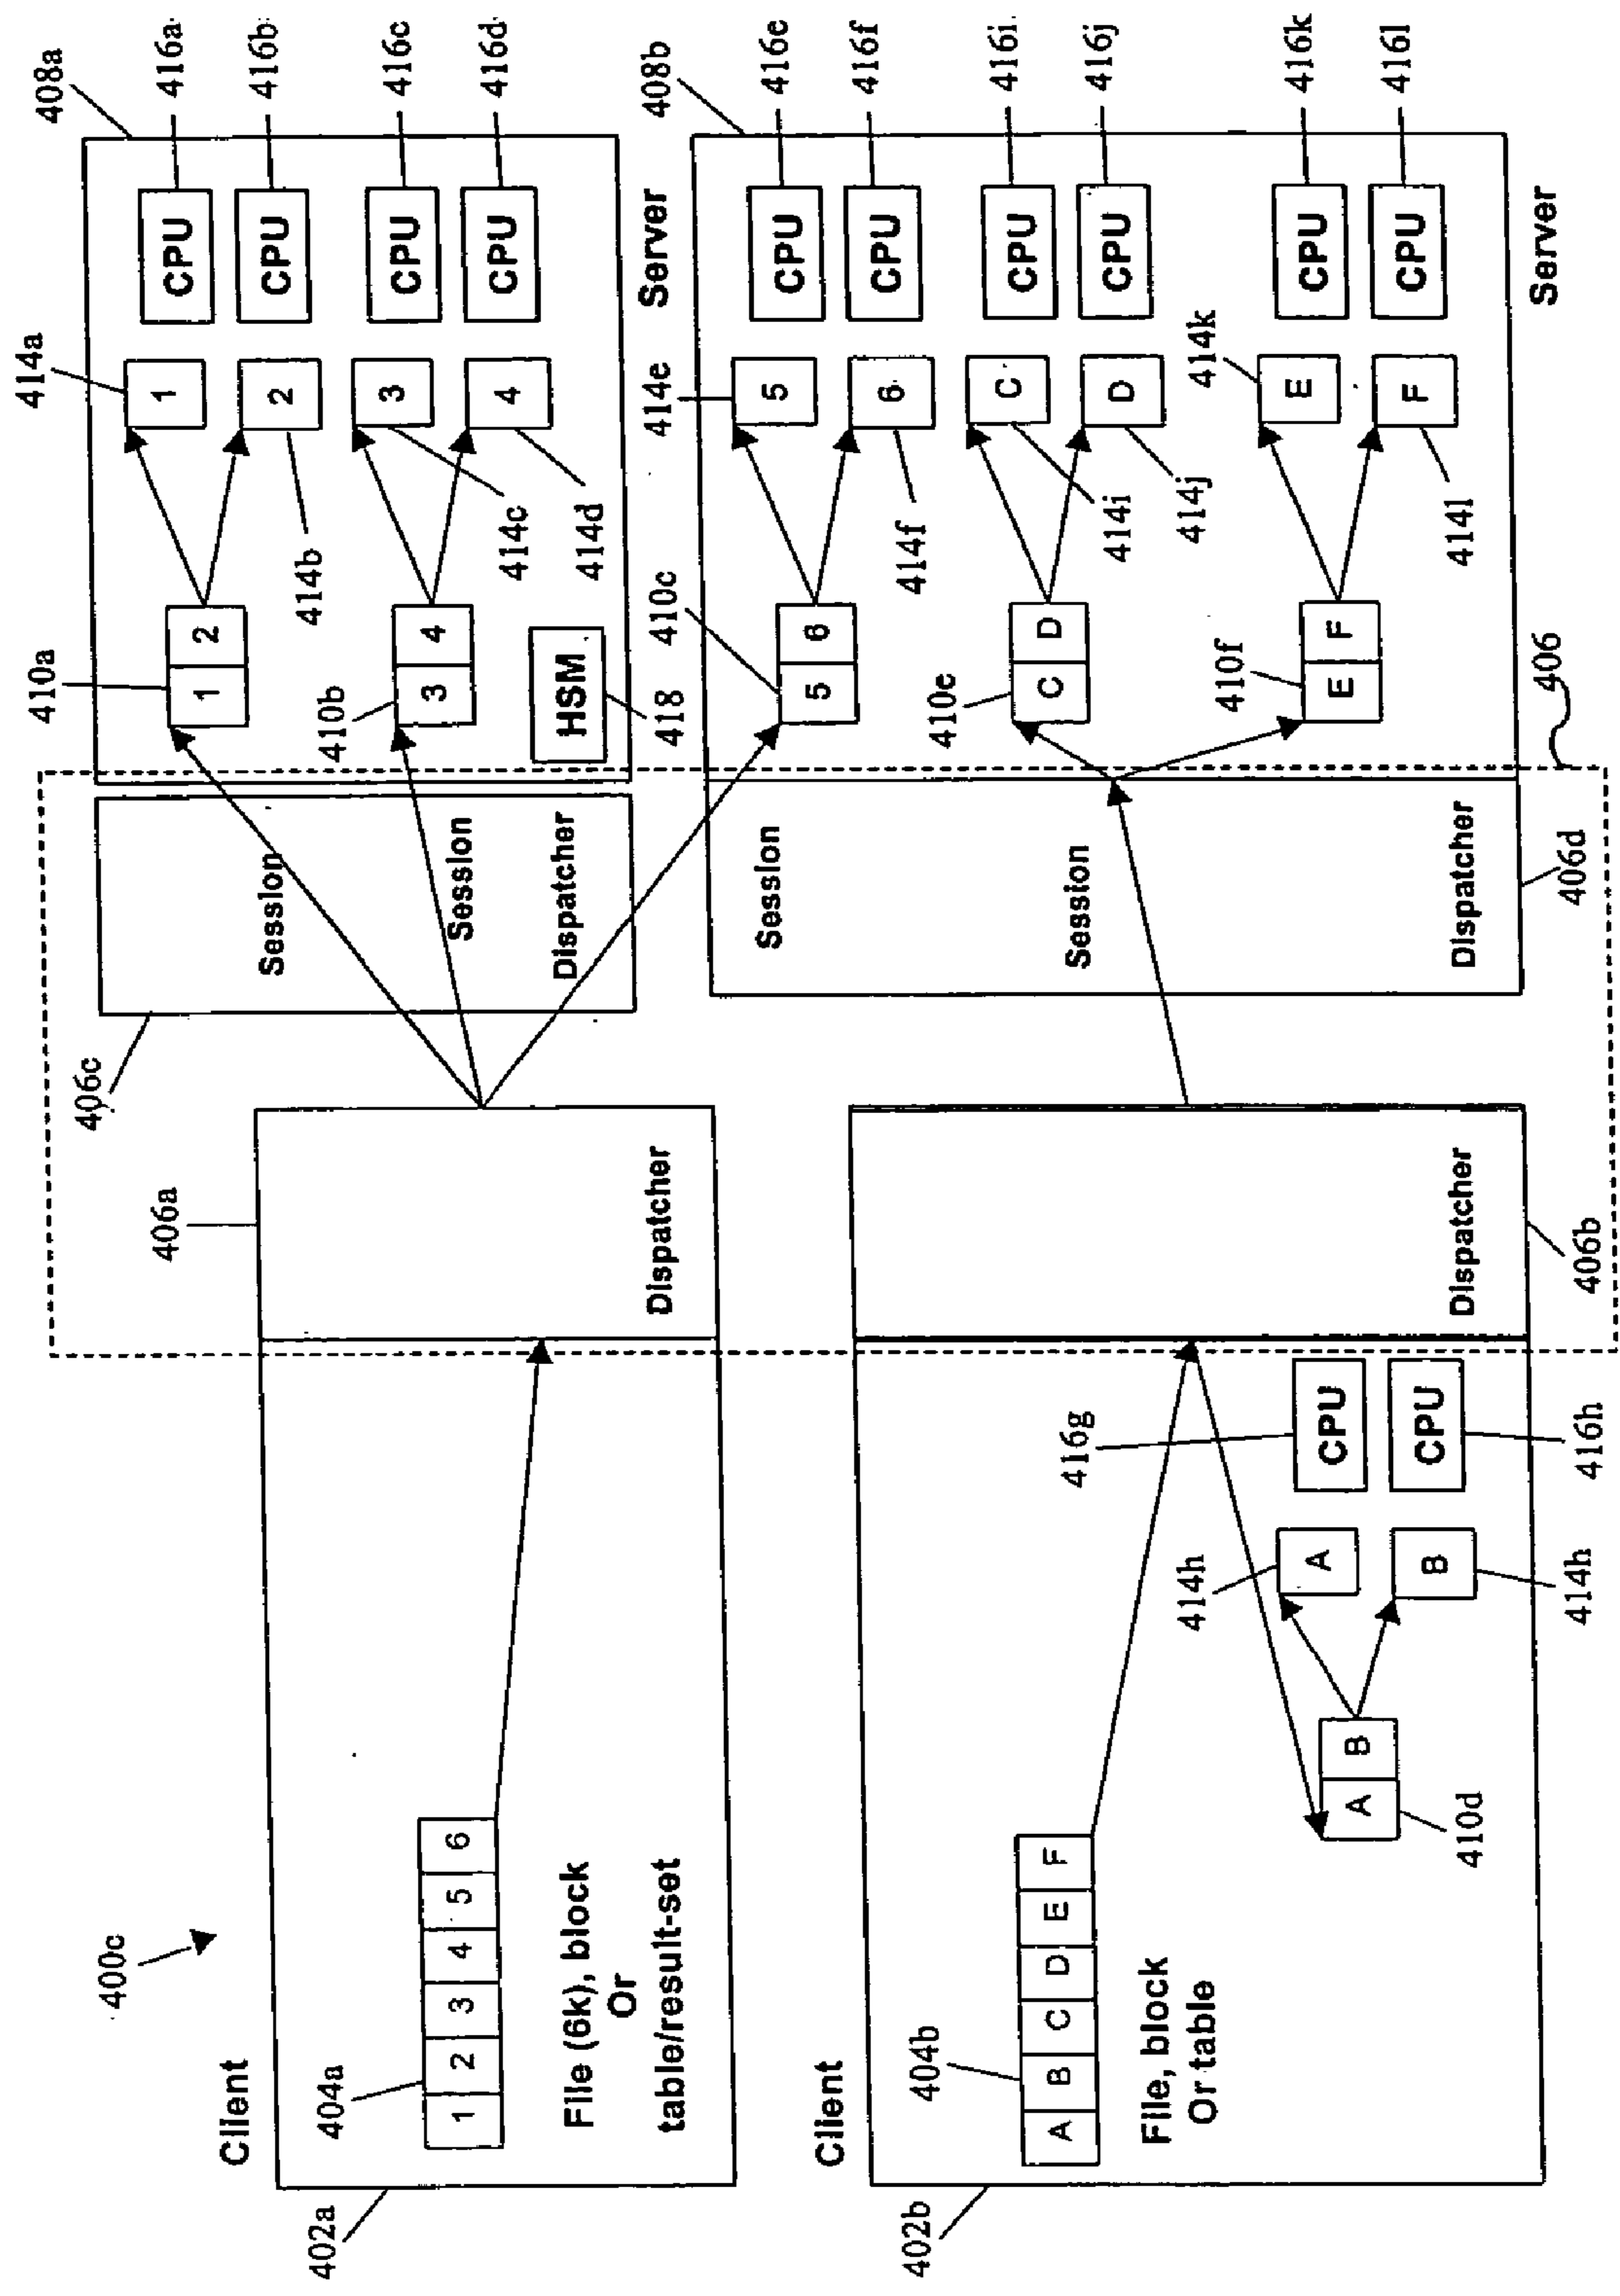 400c
Client
402a
404a
1 2 3 4 5 6
File (6k), block
Or
table/result-set
406a
Dispatcher
406c
Session
Session
Dispatcher
408a
410a
1 2
410b
3 4
HSM
418
414a
1
2
414b
3
414c
4
414d
CPU
416a
CPU
416b
CPU
416c
CPU
416d
Server
Client
402b
404b
A B C D E F
File, block
Or table
410d
A B
414h
A
B
414h
416g
CPU
CPU
416h
Dispatcher
406b
Session
Session
Dispatcher
406d
406
408b
410c
5 6
410e
C D
410f
E F
414e
5
6
414f
C
414i
D
414j
414k
E
F
414l
CPU
416e
CPU
416f
CPU
416i
CPU
416j
CPU
416k
CPU
416l
Server